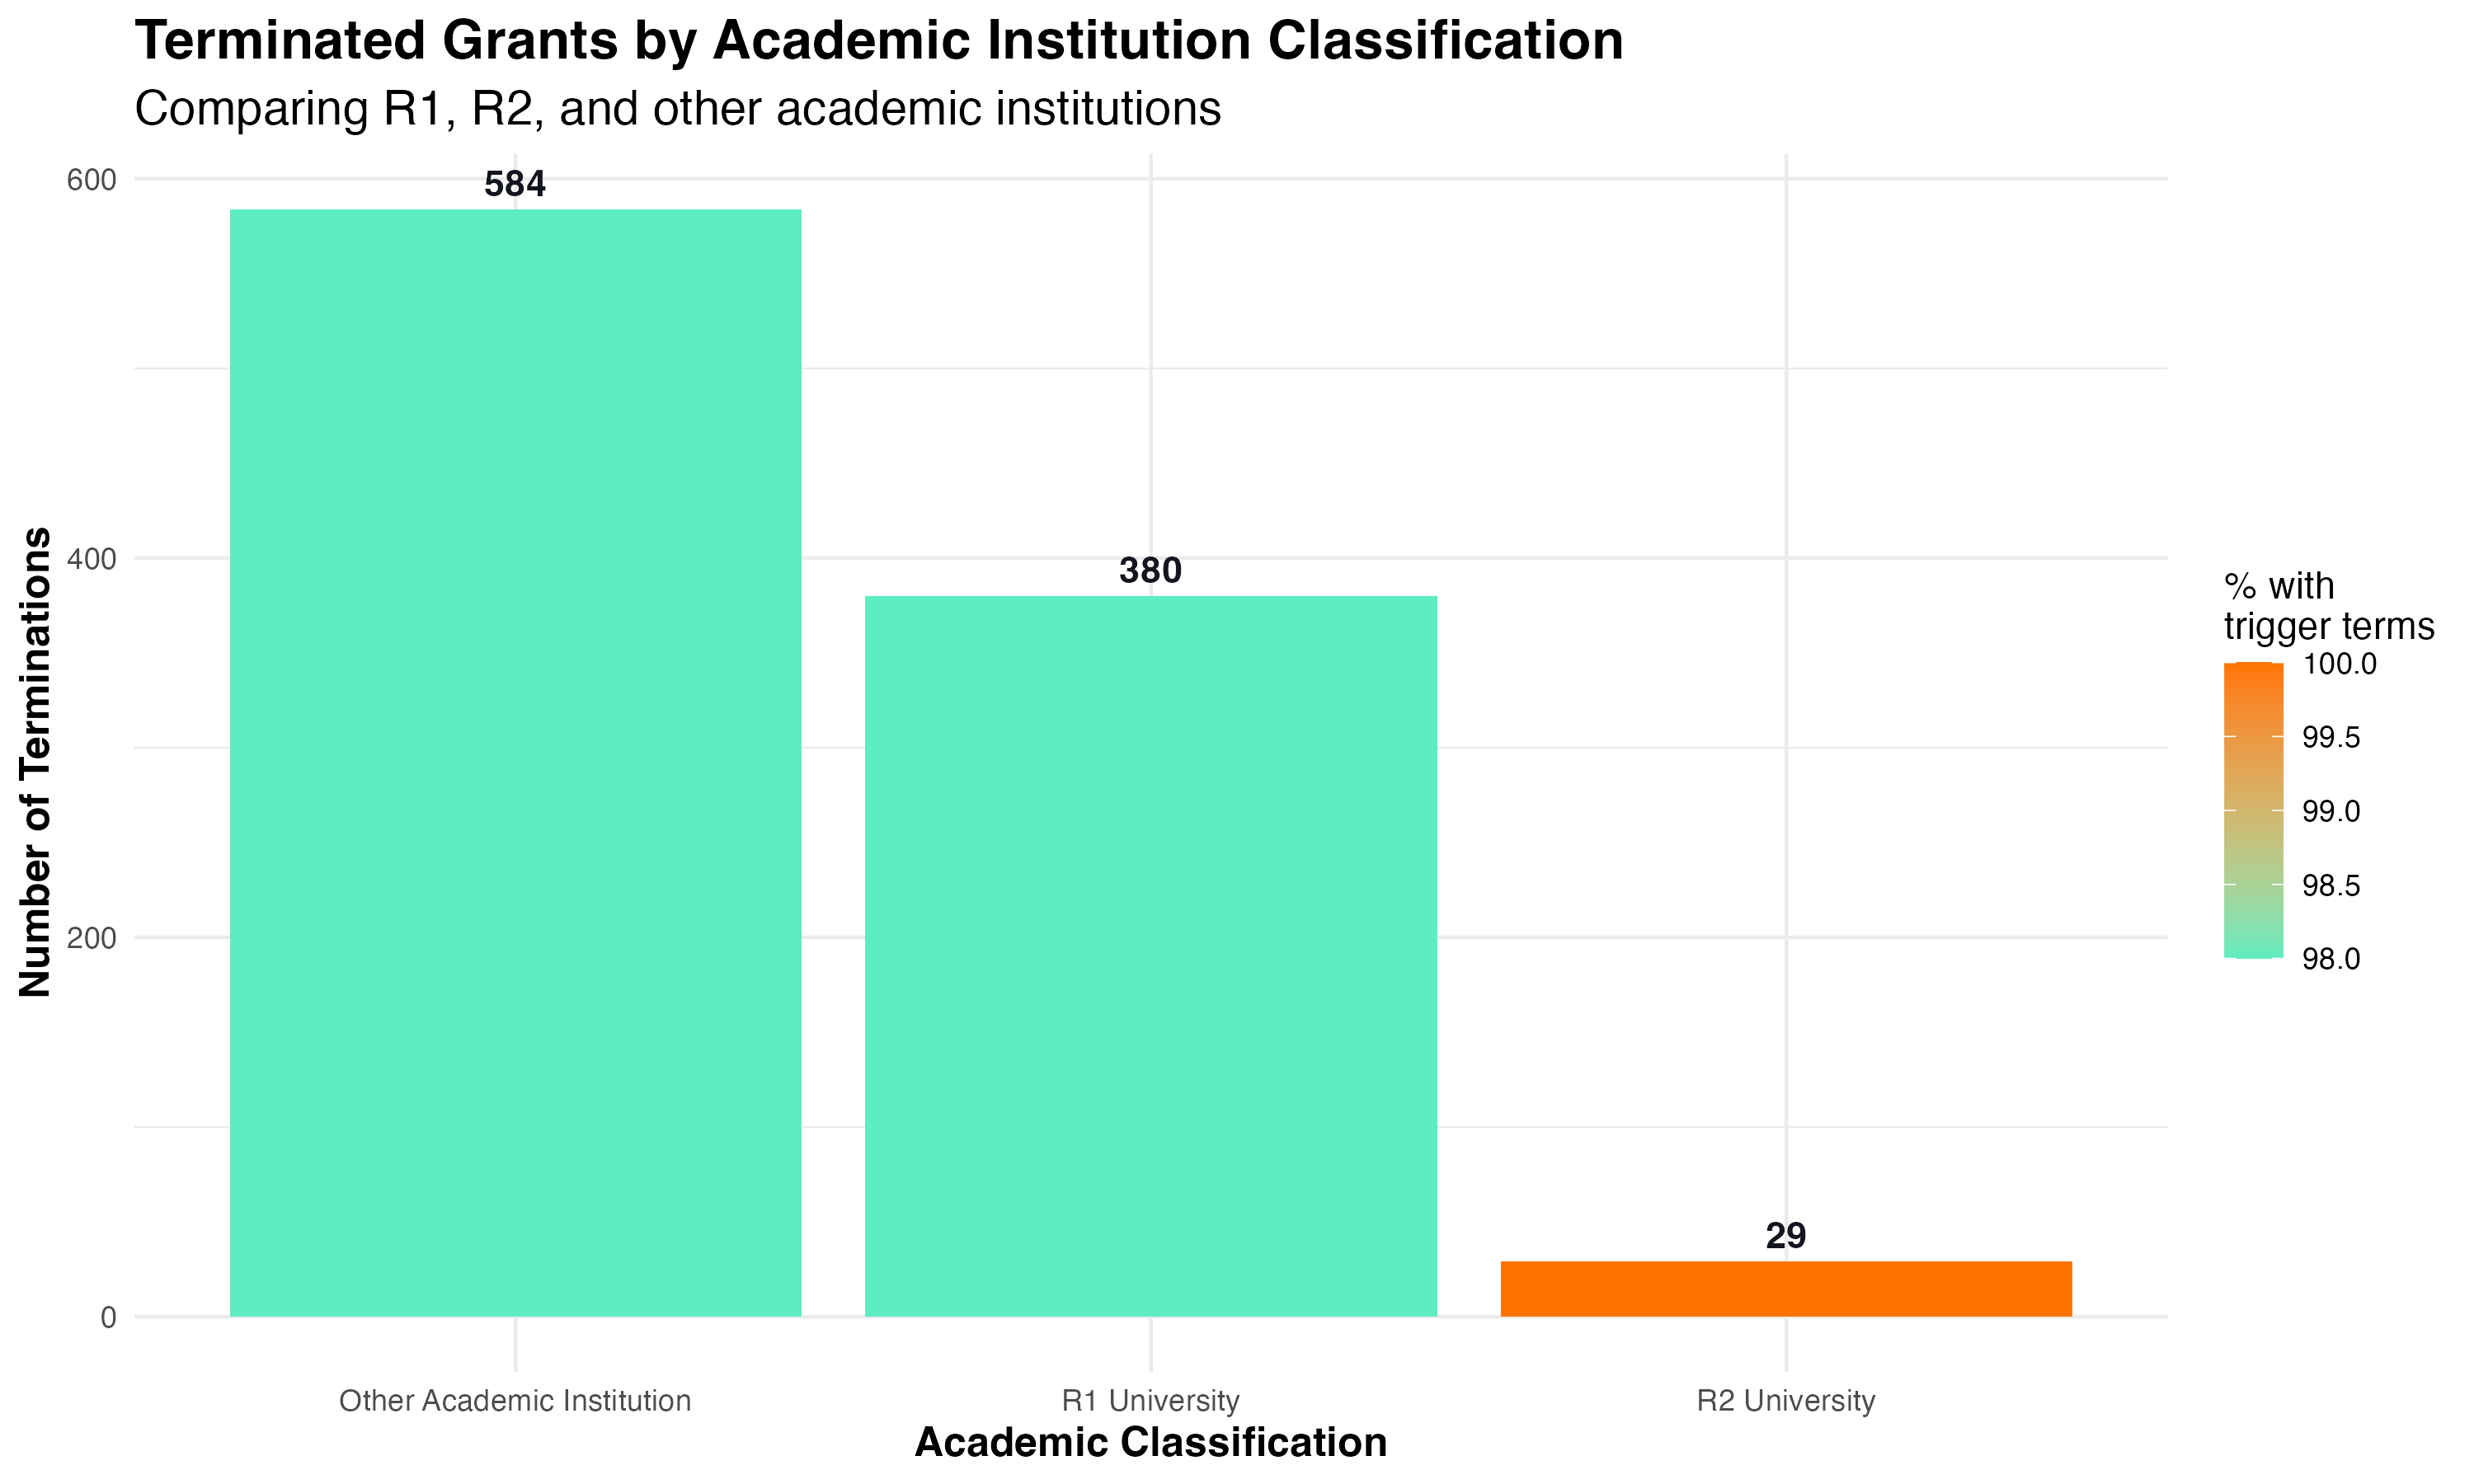 Terminated Grants by Academic Institution Classification
Comparing R1, R2, and other academic institutions
Number of Terminations
600
400
200
0
584
380
29
Other Academic Institution
R1 University
R2 University
Academic Classification
% with
trigger terms
100.0
99.5
99.0
98.5
98.0